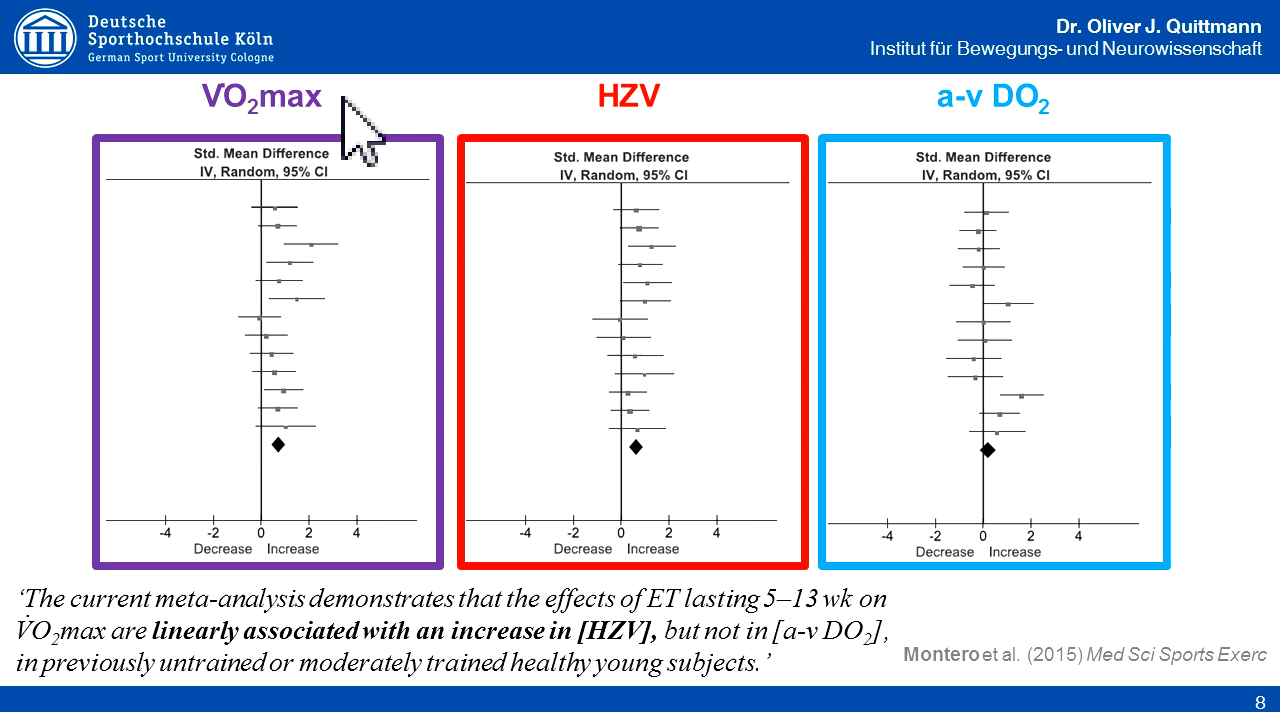 Deutsche
Sporthochschule Köln
German Sport University Cologne
Dr. Oliver J. Quittmann
Institut für Bewegungs- und Neurowissenschaft
V̇O₂max
HZV
a-v DO₂
Std. Mean Difference
IV, Random, 95% CI
-4 -2 0 2 4
Decrease Increase
Std. Mean Difference
IV, Random, 95% CI
-4 -2 0 2 4
Decrease Increase
Std. Mean Difference
IV, Random, 95% CI
-4 -2 0 2 4
Decrease Increase
‘The current meta-analysis demonstrates that the effects of ET lasting 5–13 wk on
V̇O₂max are linearly associated with an increase in [HZV], but not in [a-v DO₂],
in previously untrained or moderately trained healthy young subjects.’
Montero et al. (2015) Med Sci Sports Exerc
8